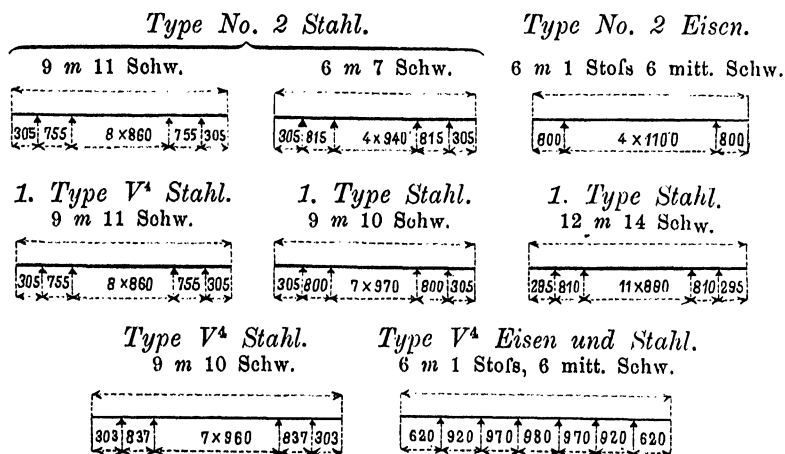 Type No. 2 Stahl. Type No. 2 Eisen.
9 m 11 Schw. 6 m 7 Schw. 6 m 1 Stoſs 6 mitt. Schw.
305 755 8×860 755 305 305 815 4×940 815 305 800 4×1100 800
1. Type V⁴ Stahl. 1. Type Stahl. 1. Type Stahl.
9 m 11 Schw. 9 m 10 Schw. 12 m 14 Schw.
305 755 8×860 755 305 305 800 7×970 800 305 295 810 11×890 810 295
Type V⁴ Stahl. Type V⁴ Eisen und Stahl.
9 m 10 Schw. 6 m 1 Stoſs, 6 mitt. Schw.
303 837 7×960 837 303 620 920 970 980 970 920 620